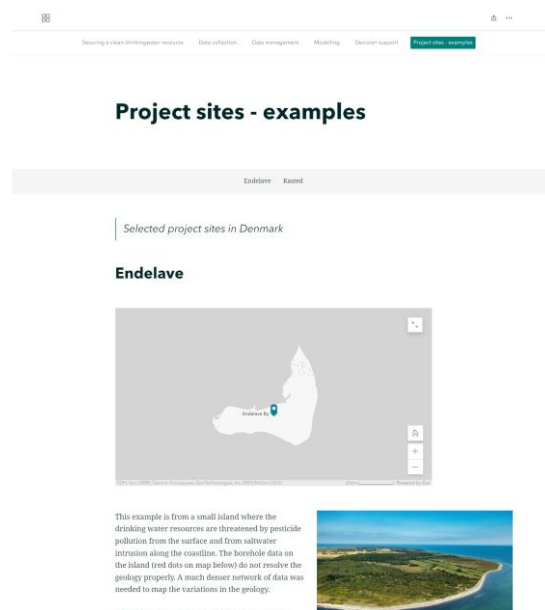 Securing a clean drinkingwater resource Data collection Data management Modelling Decision support Project sites - examples
Project sites - examples
Endelave Kasted
Selected project sites in Denmark
Endelave
Endelave By
Powered by Esri
This example is from a small island where the
drinking water resources are threatened by pesticide
pollution from the surface and from saltwater
intrusion along the coastline. The borehole data on
the island (red dots on map below) do not resolve the
geology properly. A much denser network of data was
needed to map the variations in the geology.